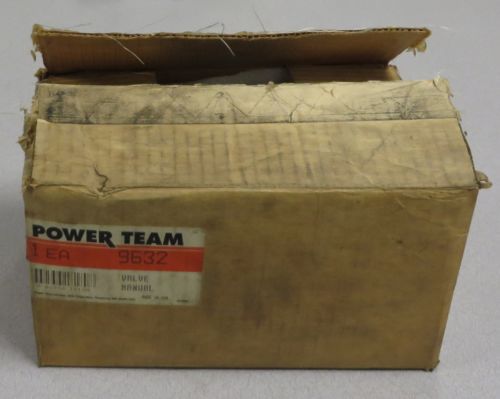 POWER TEAM
1 EA 9632
VALVE
MANUAL